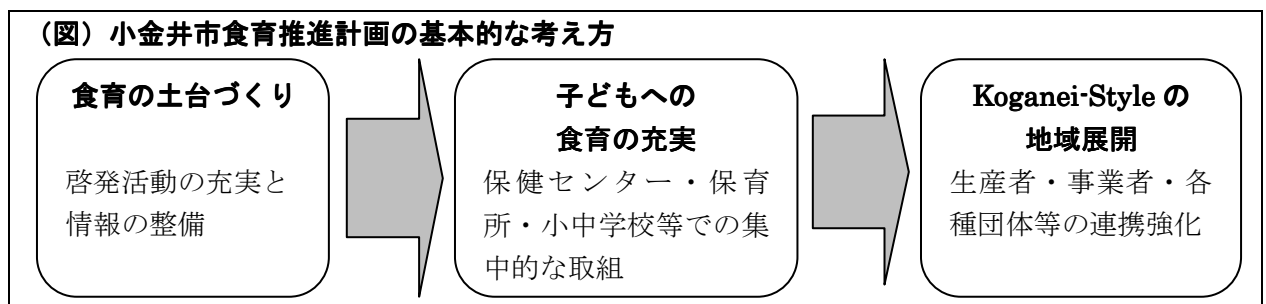 （図）小金井市食育推進計画の基本的な考え方
食育の土台づくり
啓発活動の充実と
情報の整備
子どもへの
食育の充実
保健センター・保育
所・小中学校等での集
中的な取組
Koganei-Style の
地域展開
生産者・事業者・各
種団体等の連携強化